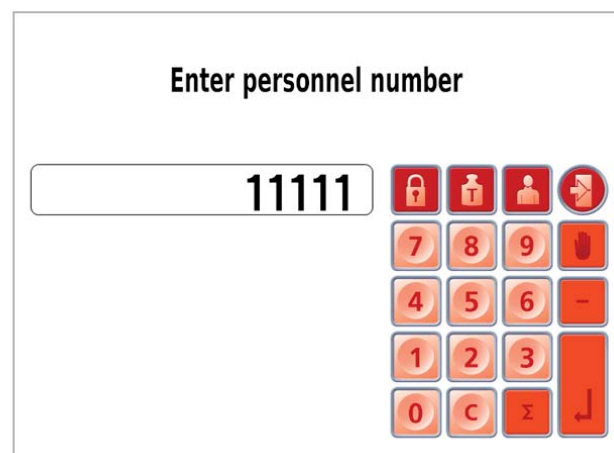 Enter personnel number
11111
T
7 8 9
4 5 6 −
1 2 3
0 C Σ